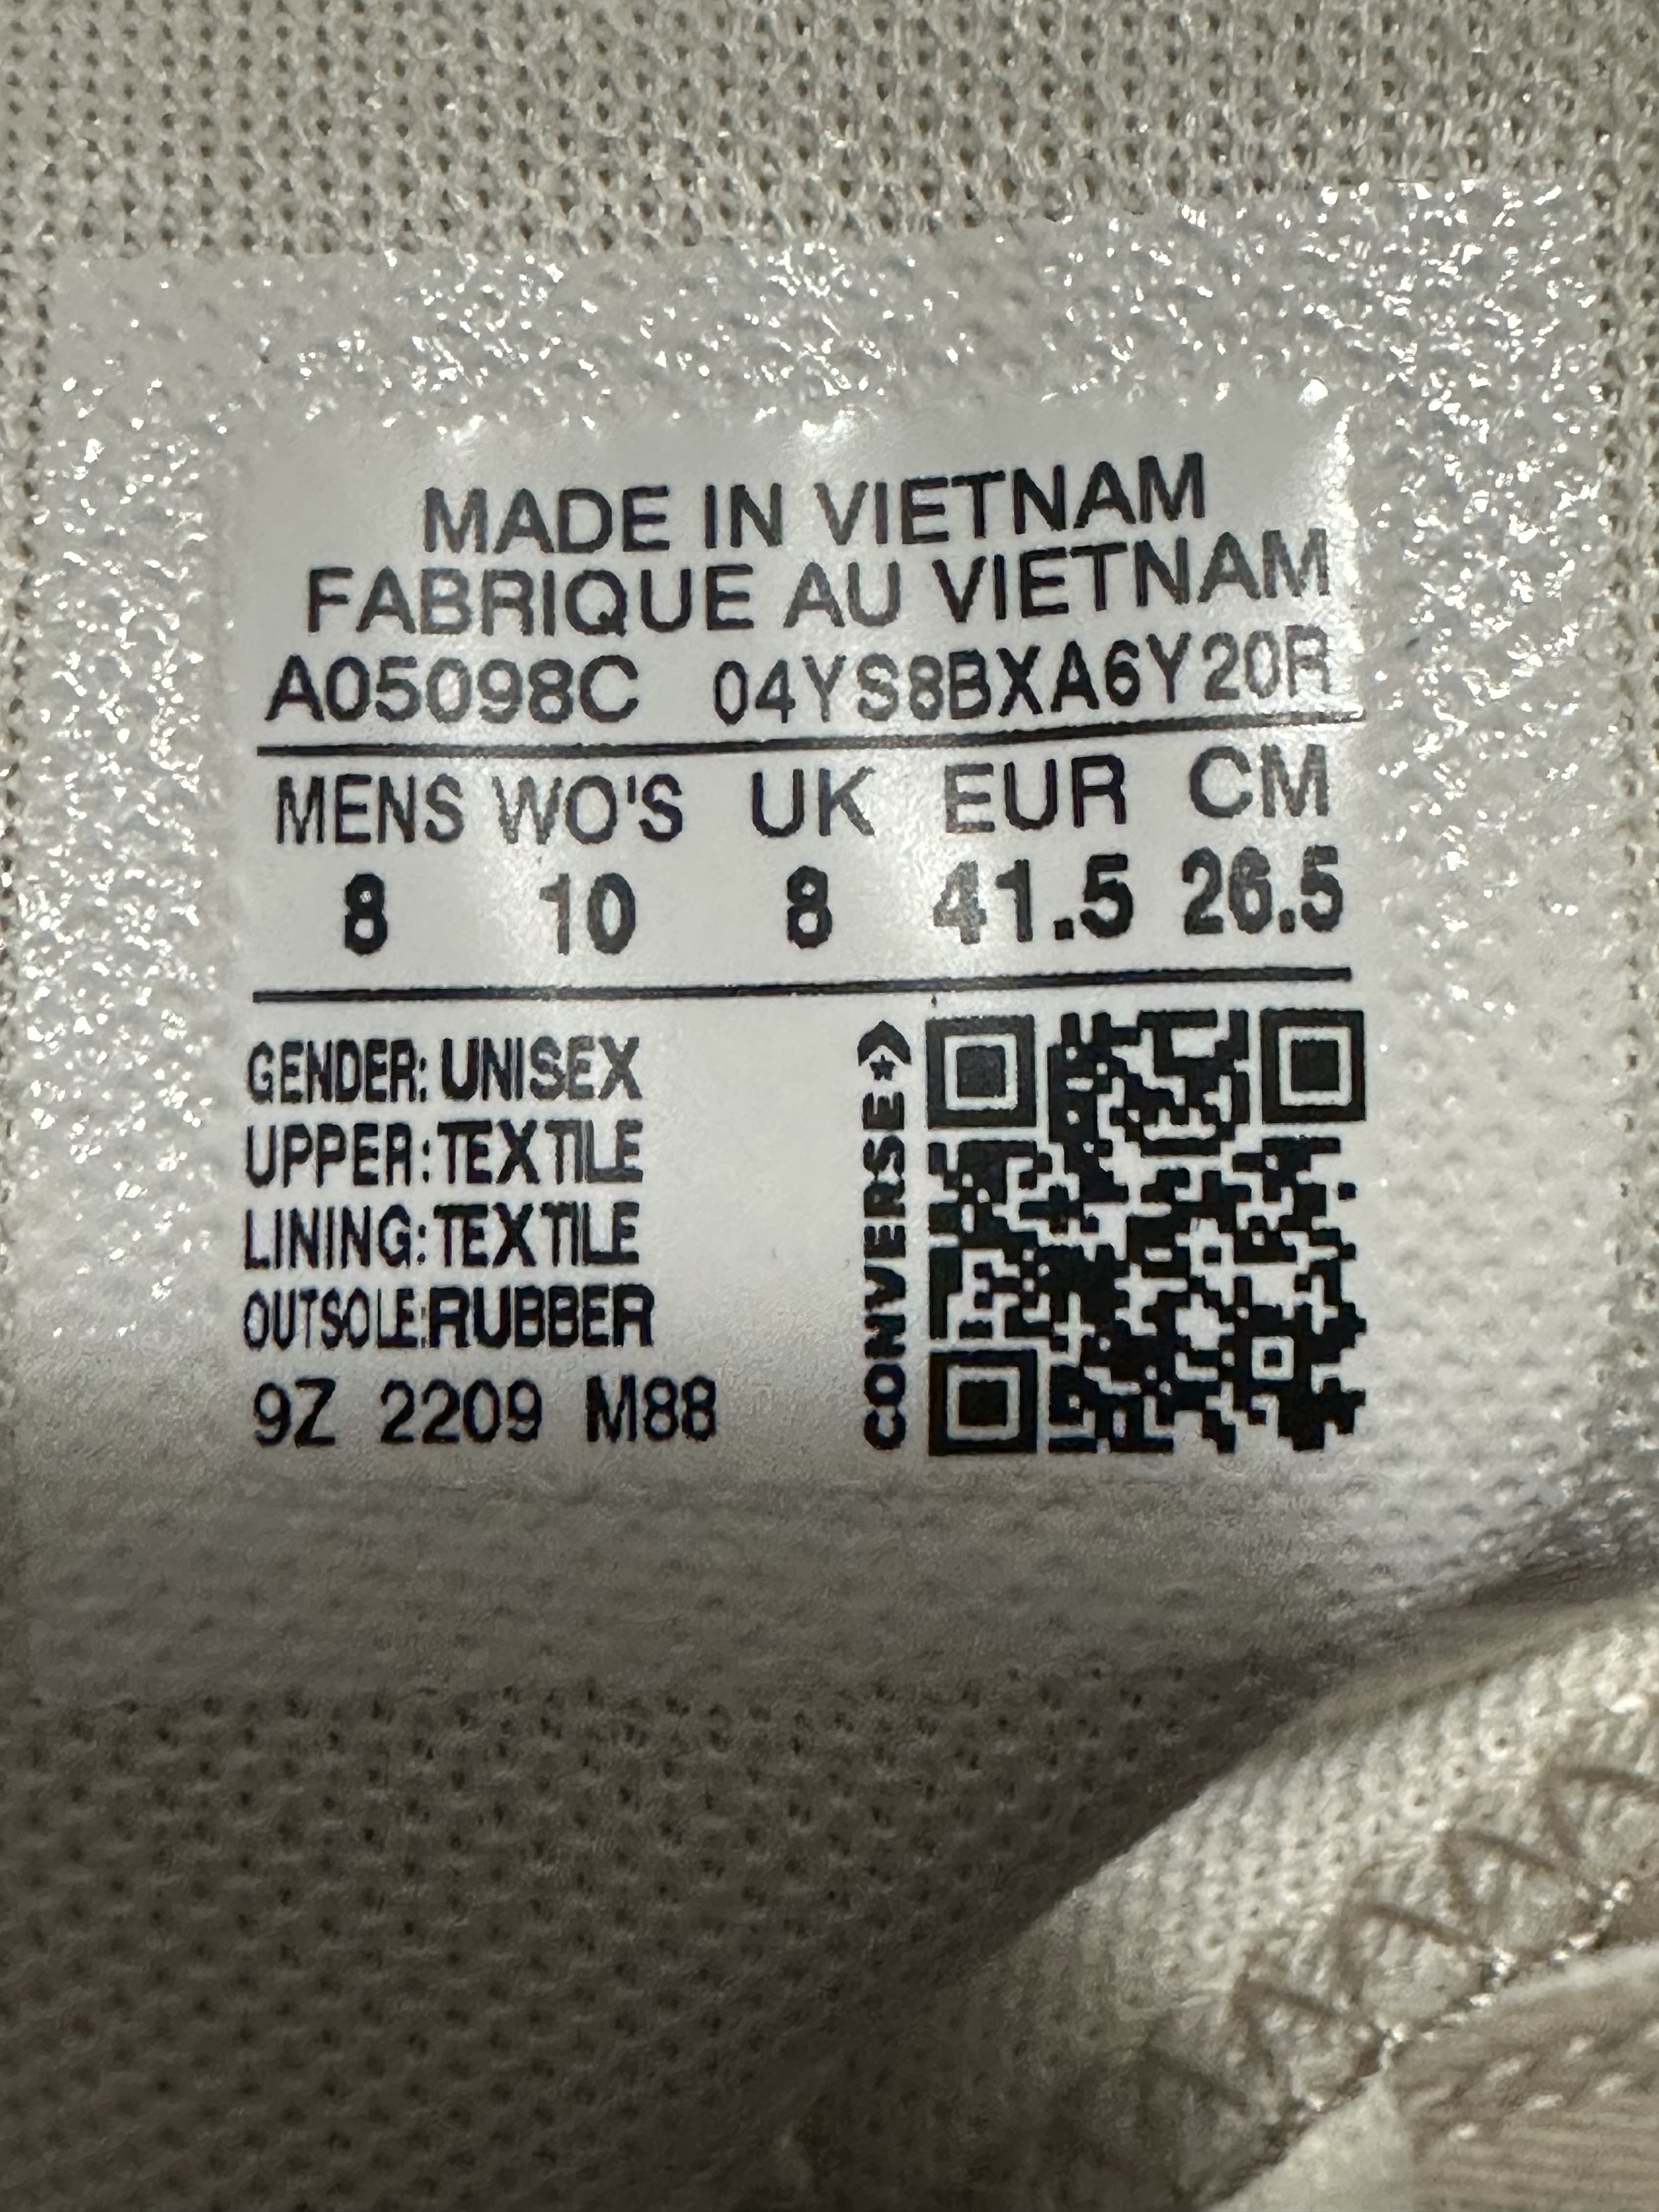 MADE IN VIETNAM
FABRIQUE AU VIETNAM
A05098C 04YS8BXA6Y20R
MENS WO'S UK EUR CM
8 10 8 41.5 26.5
GENDER: UNISEX
UPPER: TEXTILE
LINING: TEXTILE
OUTSOLE: RUBBER
9Z 2209 M88
CONVERSE